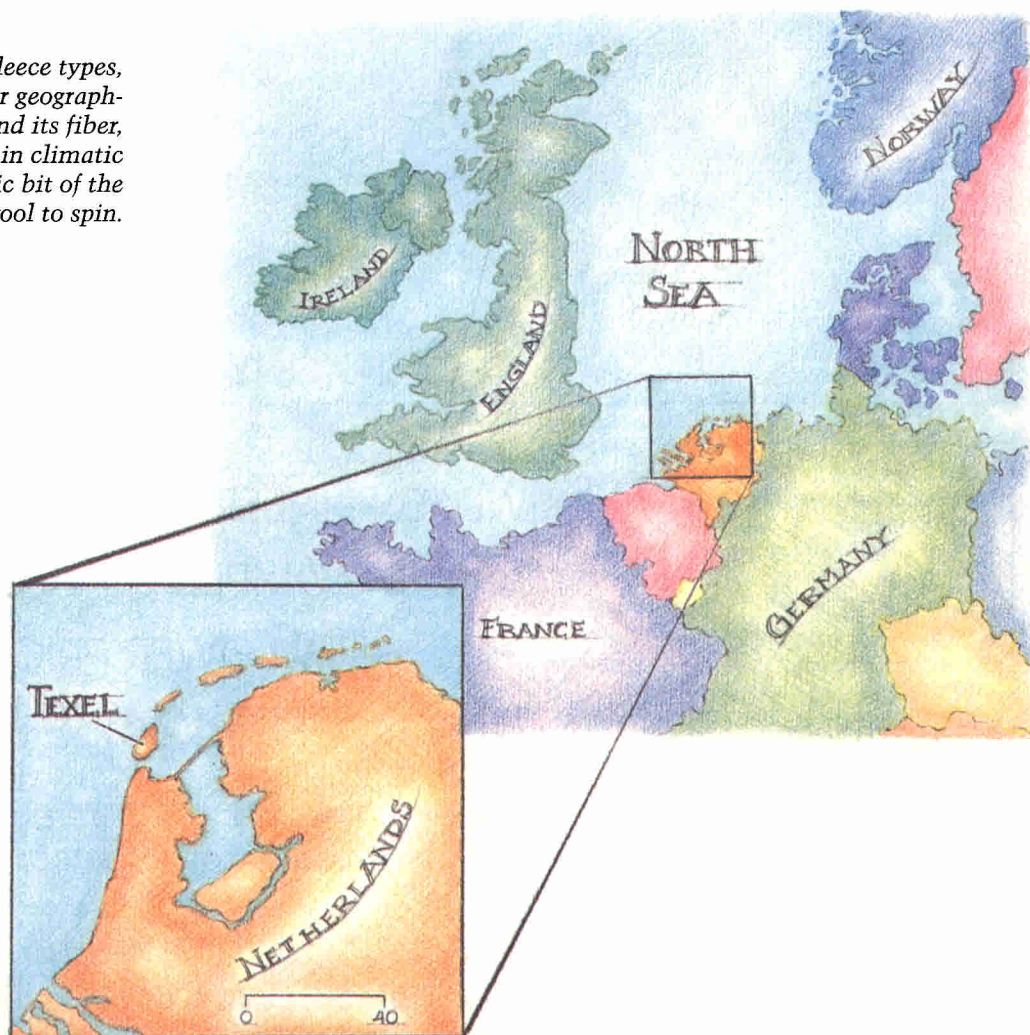 leece types,
r geograph-
nd its fiber,
in climatic
ic bit of the
ool to spin.
NORWAY
NORTH
SEA
IRELAND
ENGLAND
GERMANY
FRANCE
TEXEL
NETHERLANDS
0 40